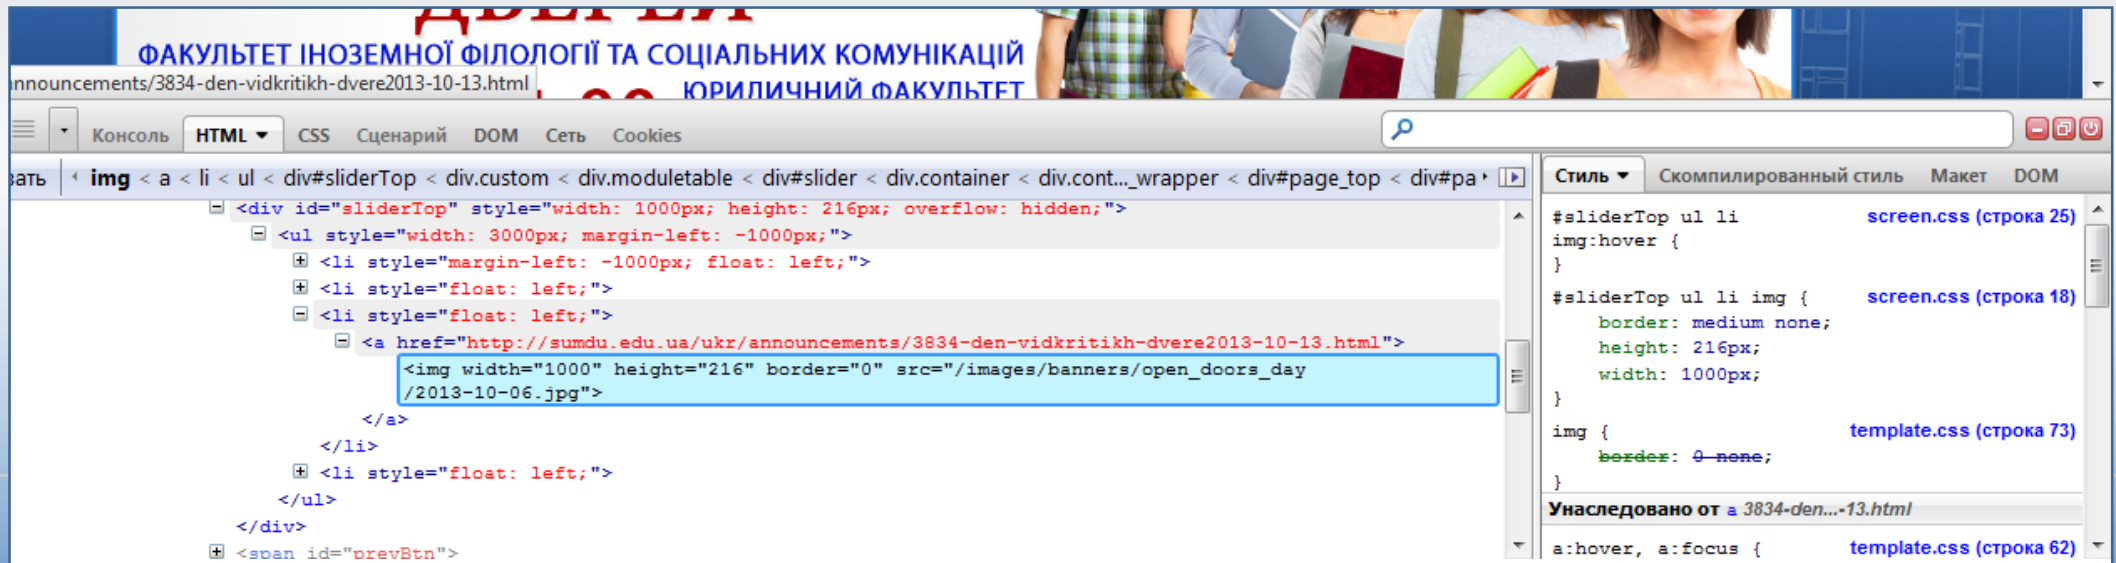 ДВЕРЕЙ
ФАКУЛЬТЕТ ІНОЗЕМНОЇ ФІЛОЛОГІЇ ТА СОЦІАЛЬНИХ КОМУНІКАЦІЙ
ЮРИДИЧНИЙ ФАКУЛЬТЕТ
nnouncements/3834-den-vidkritikh-dvere2013-10-13.html
Консоль HTML CSS Сценарий DOM Сеть Cookies
зать img < a < li < ul < div#sliderTop < div.custom < div.moduletable < div#slider < div.container < div.cont..._wrapper < div#page_top < div#pa
<div id="sliderTop" style="width: 1000px; height: 216px; overflow: hidden;">
<ul style="width: 3000px; margin-left: -1000px;">
<li style="margin-left: -1000px; float: left;">
<li style="float: left;">
<li style="float: left;">
<a href="http://sumdu.edu.ua/ukr/announcements/3834-den-vidkritikh-dvere2013-10-13.html">
<img width="1000" height="216" border="0" src="/images/banners/open_doors_day
/2013-10-06.jpg">
</a>
</li>
<li style="float: left;">
</ul>
</div>
<span id="prevBtn">
Стиль Скомпилированный стиль Макет DOM
#sliderTop ul li screen.css (строка 25)
img:hover {
}
#sliderTop ul li img { screen.css (строка 18)
border: medium none;
height: 216px;
width: 1000px;
}
img { template.css (строка 73)
border: 0 none;
}
Унаследовано от a 3834-den...-13.html
a:hover, a:focus { template.css (строка 62)